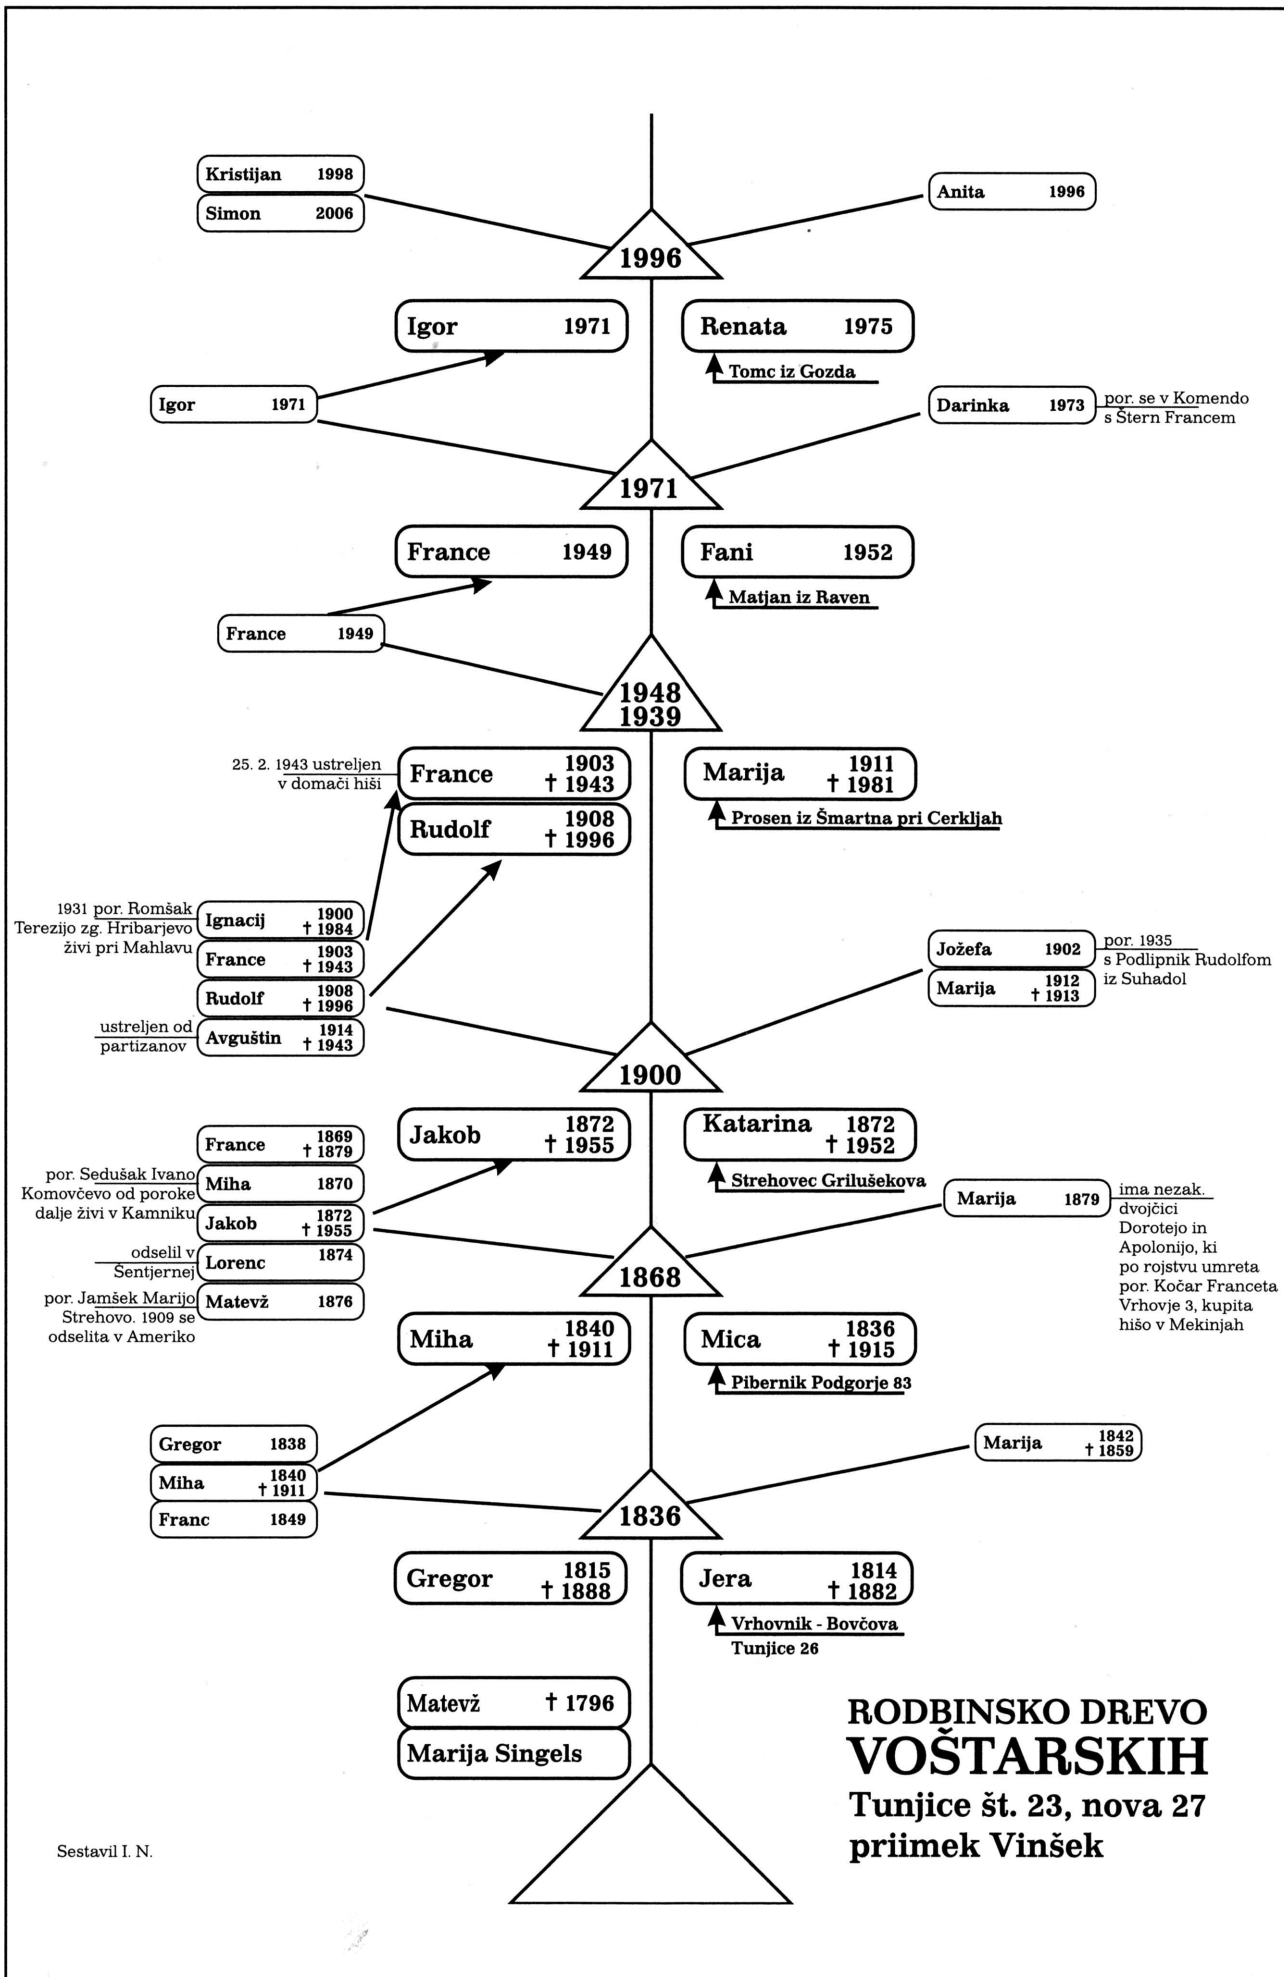 Kristijan 1998
Simon 2006
Anita 1996
1996
Igor 1971
Renata 1975
Tomc iz Gozda
Igor 1971
Darinka 1973
por. se v Komendo
s Štern Francem
1971
France 1949
Fani 1952
Matjan iz Raven
France 1949
1948
1939
25. 2. 1943 ustreljen
v domači hiši
France 1903
† 1943
Rudolf 1908
† 1996
Marija 1911
† 1981
Prosen iz Šmartna pri Cerkljah
1931 por. Romšak
Terezijo zg. Hribarjevo
živi pri Mahlavu
Ignacij 1900
† 1984
France 1903
† 1943
Rudolf 1908
† 1996
ustreljen od
partizanov
Avguštin 1914
† 1943
Jožefa 1902
por. 1935
s Podlipnik Rudolfom
iz Suhadol
Marija 1912
† 1913
1900
Jakob 1872
† 1955
Katarina 1872
† 1952
Strehovec Grilušekova
France 1869
† 1879
por. Sedušak Ivano
Komovčevo od poroke
dalje živi v Kamniku
Miha 1870
Jakob 1872
† 1955
odselil v
Šentjernej
Lorenc 1874
por. Jamšek Marijo
Strehovo. 1909 se
odselita v Ameriko
Matevž 1876
Marija 1879
ima nezak.
dvojčici
Dorotejo in
Apolonijo, ki
po rojstvu umreta
por. Kočar Franceta
Vrhovje 3, kupita
hišo v Mekinjah
1868
Miha 1840
† 1911
Mica 1836
† 1915
Pibernik Podgorje 83
Gregor 1838
Miha 1840
† 1911
Franc 1849
Marija 1842
† 1859
1836
Gregor 1815
† 1888
Jera 1814
† 1882
Vrhovnik - Bovčova
Tunjice 26
Matevž † 1796
Marija Singels
RODBINSKO DREVO
VOŠTARSKIH
Tunjice št. 23, nova 27
priimek Vinšek
Sestavil I. N.